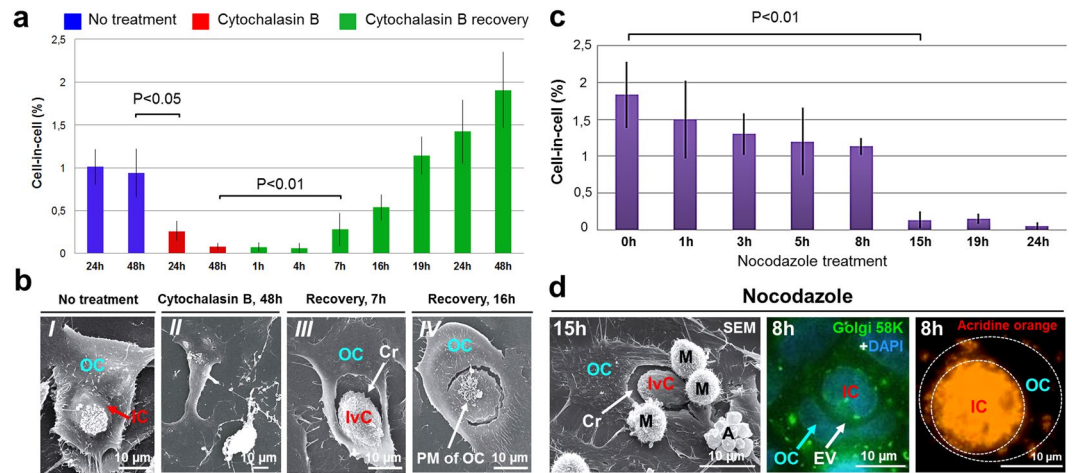 a
No treatment
Cytochalasin B
Cytochalasin B recovery
Cell-in-cell (%)
2,5
2
1,5
1
0,5
0
P<0.05
P<0.01
24h
48h
24h
48h
1h
4h
7h
16h
19h
24h
48h
c
P<0.01
Cell-in-cell (%)
2,5
2
1,5
1
0,5
0
0h
1h
3h
5h
8h
15h
19h
24h
Nocodazole treatment
b
No treatment
Cytochalasin B, 48h
Recovery, 7h
Recovery, 16h
I
OC
IC
10 µm
II
10 µm
III
OC
Cr
IvC
10 µm
IV
OC
PM of OC
10 µm
d
Nocodazole
15h
SEM
OC
IvC
M
M
M
Cr
A
10 µm
8h
Golgi 58K
+DAPI
IC
OC
EV
10 µm
8h
Acridine orange
OC
IC
10 µm